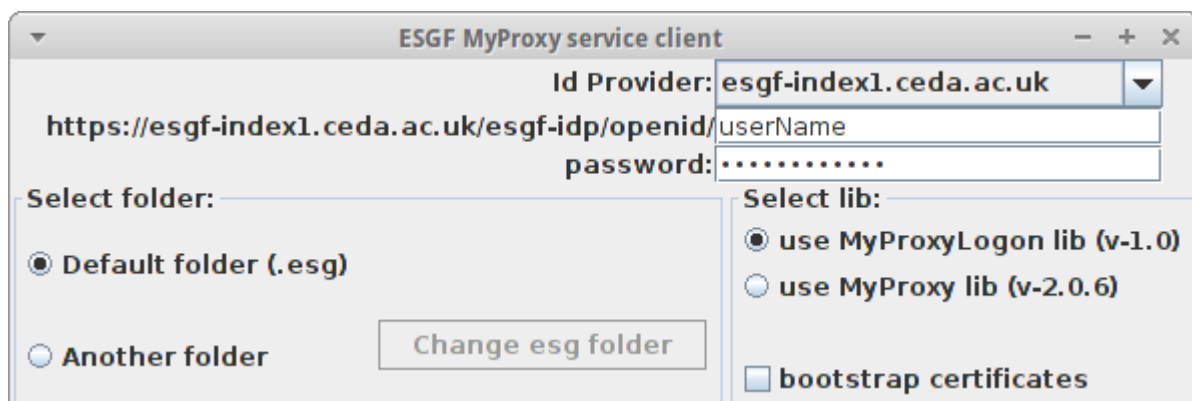 ESGF MyProxy service client
Id Provider: esgf-index1.ceda.ac.uk
https://esgf-index1.ceda.ac.uk/esgf-idp/openid/ userName
password: ••••••••••••
Select folder:
Default folder (.esg)
Another folder
Change esg folder
Select lib:
use MyProxyLogon lib (v-1.0)
use MyProxy lib (v-2.0.6)
bootstrap certificates